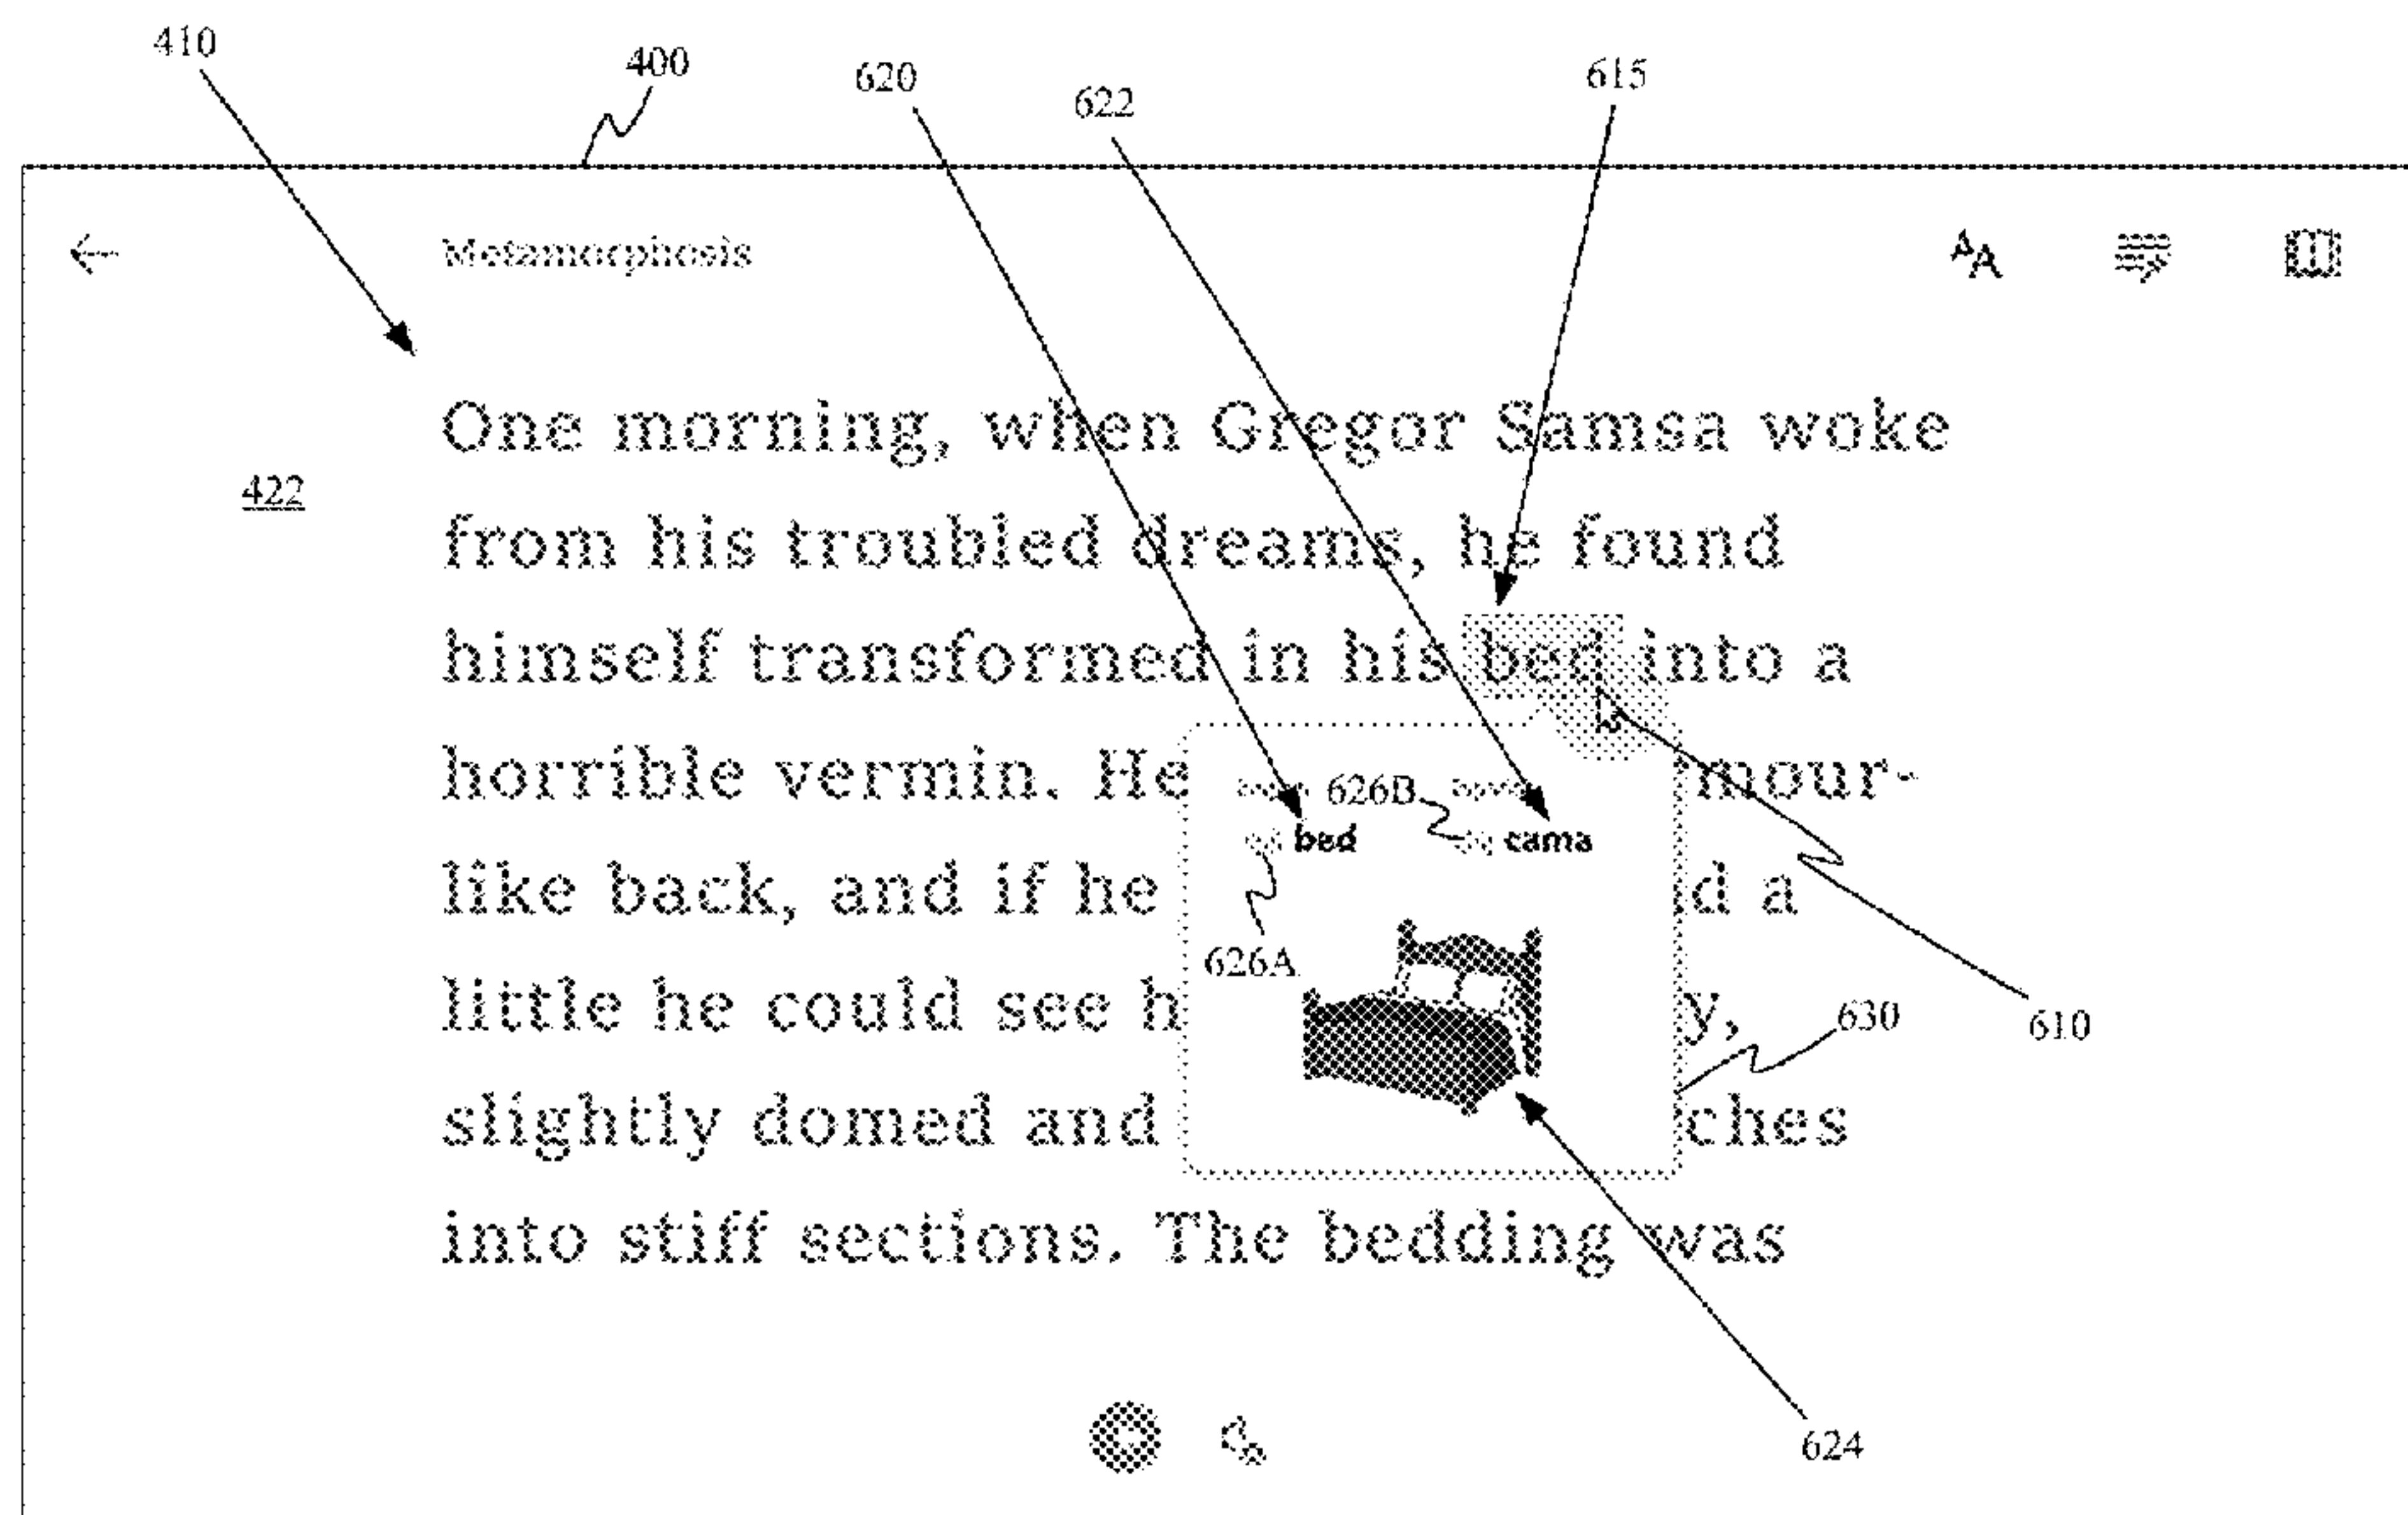 410
400
620
622
615
Metamorphosis
AA
One morning, when Gregor Samsa woke
422
from his troubled dreams, he found
himself transformed in his bed into a
horrible vermin. He mour-
626B
bed cama
like back, and if he d a
626A
little he could see h y,
630
610
slightly domed and ches
into stiff sections. The bedding was
624